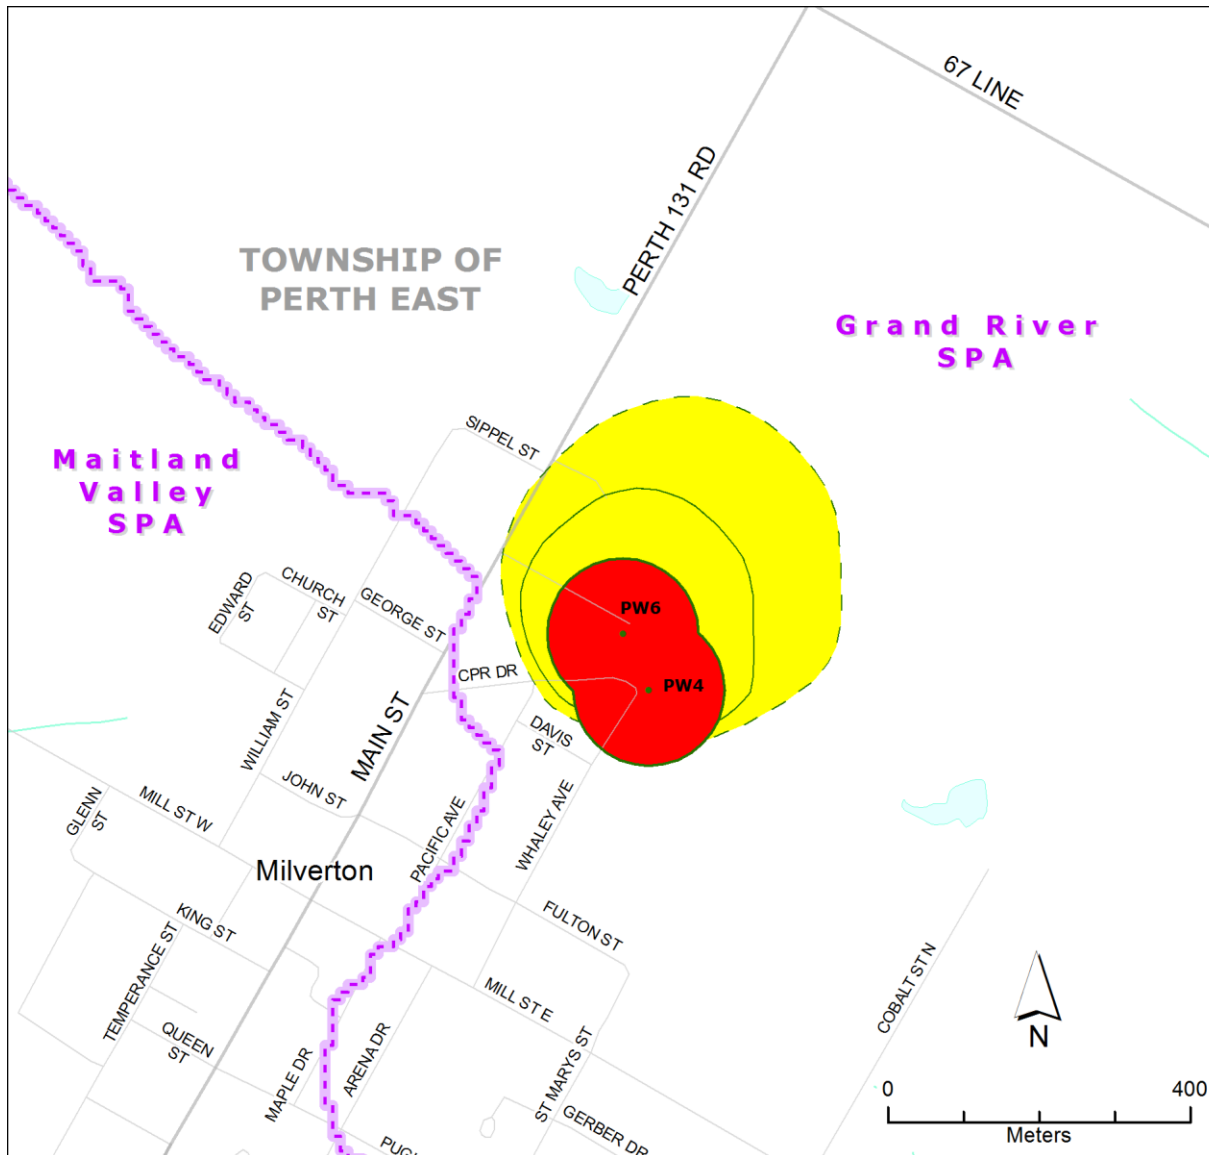 67 LINE
PERTH 131 RD
TOWNSHIP OF
PERTH EAST
Grand River
SPA
Maitland
Valley
SPA
SIPPEL ST
CHURCH
ST
EDWARD
ST
GEORGE ST
PW6
CPR DR
PW4
WILLIAM ST
MAIN ST
DAVIS
ST
JOHN ST
MILL ST W
GLENN
ST
PACIFIC AVE
WHALEY AVE
Milverton
KING ST
FULTON ST
TEMPERANCE ST
COBALT ST N
MILL ST E
QUEEN
ST
MAPLE DR
ARENA DR
ST MARYS ST
GERBER DR
N
0
400
Meters